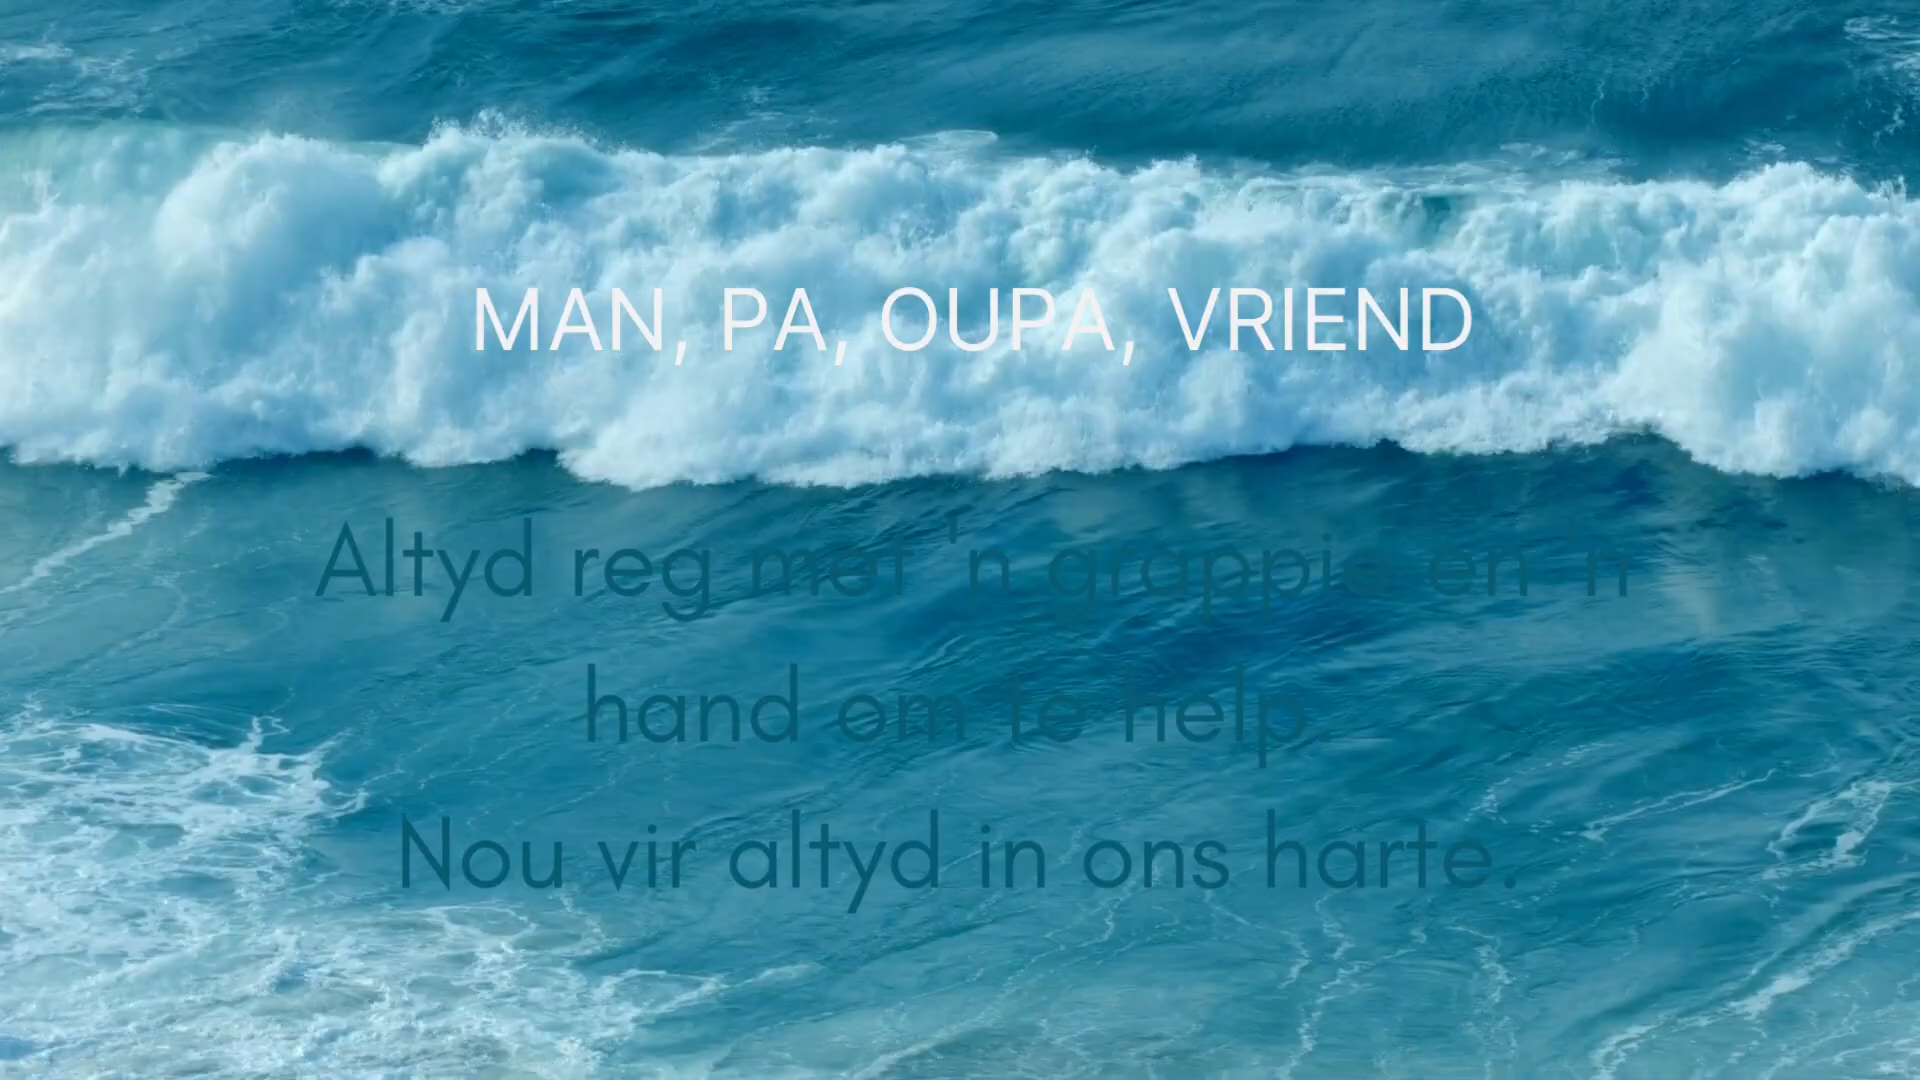 MAN, PA, OUPA, VRIEND
Altyd reg met 'n grappie en 'n
hand om te help.
Nou vir altyd in ons harte.